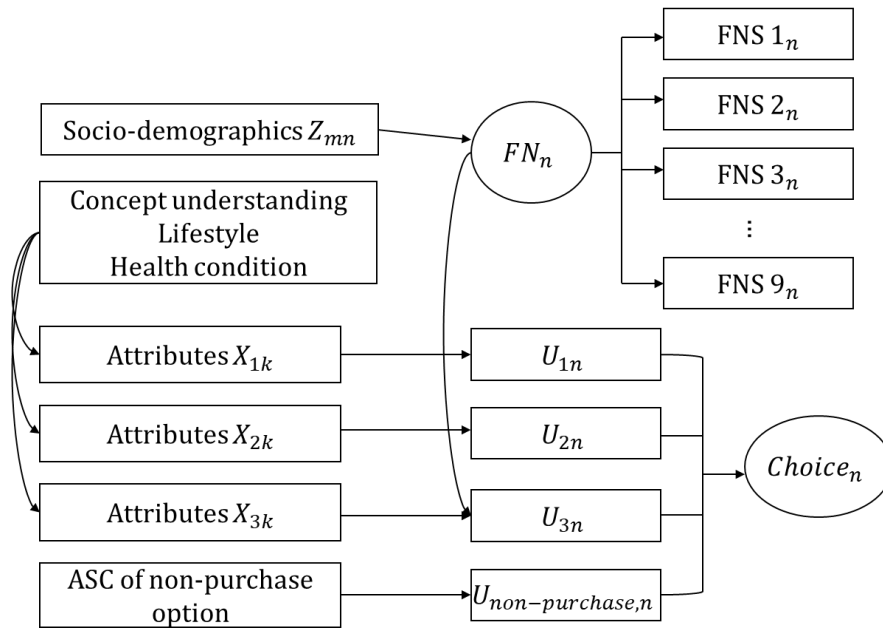 FNS 1ₙ
FNS 2ₙ
FNS 3ₙ
⋮
FNS 9ₙ
Socio-demographics Zₘₙ
FNₙ
Concept understanding
Lifestyle
Health condition
Attributes X₁ₖ
U₁ₙ
Attributes X₂ₖ
U₂ₙ
Attributes X₃ₖ
U₃ₙ
Choiceₙ
ASC of non-purchase
option
Uₙₒₙ₋ₚᵤᵣ꜀ₕₐₛₑ,ₙ